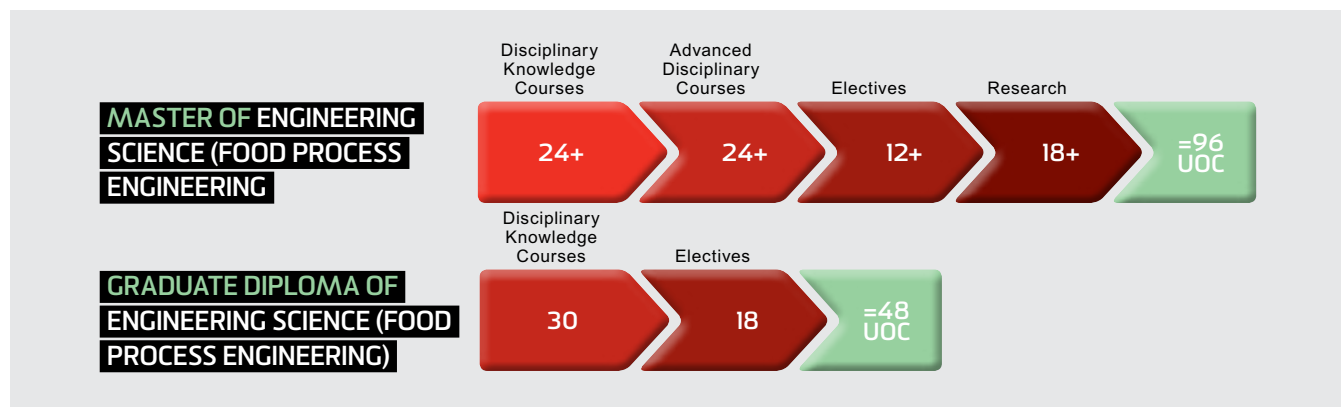 Disciplinary
Knowledge
Courses
Advanced
Disciplinary
Courses
Electives
Research
MASTER OF ENGINEERING
SCIENCE (FOOD PROCESS
ENGINEERING
24+
24+
12+
18+
=96
UOC
Disciplinary
Knowledge
Courses
Electives
GRADUATE DIPLOMA OF
ENGINEERING SCIENCE (FOOD
PROCESS ENGINEERING)
30
18
=48
UOC